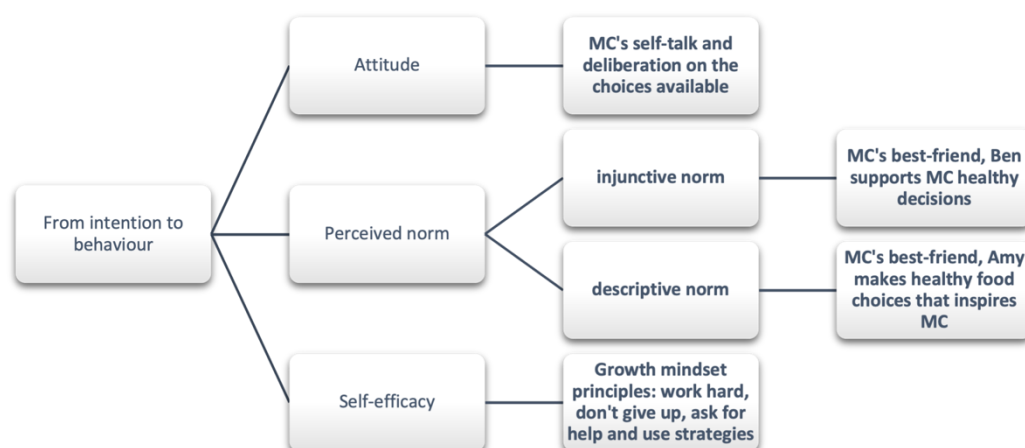 From intention to
behaviour
Attitude
MC's self-talk and
deliberation on the
choices available
Perceived norm
injunctive norm
MC's best-friend, Ben
supports MC healthy
decisions
descriptive norm
MC's best-friend, Amy
makes healthy food
choices that inspires
MC
Self-efficacy
Growth mindset
principles: work hard,
don't give up, ask for
help and use strategies